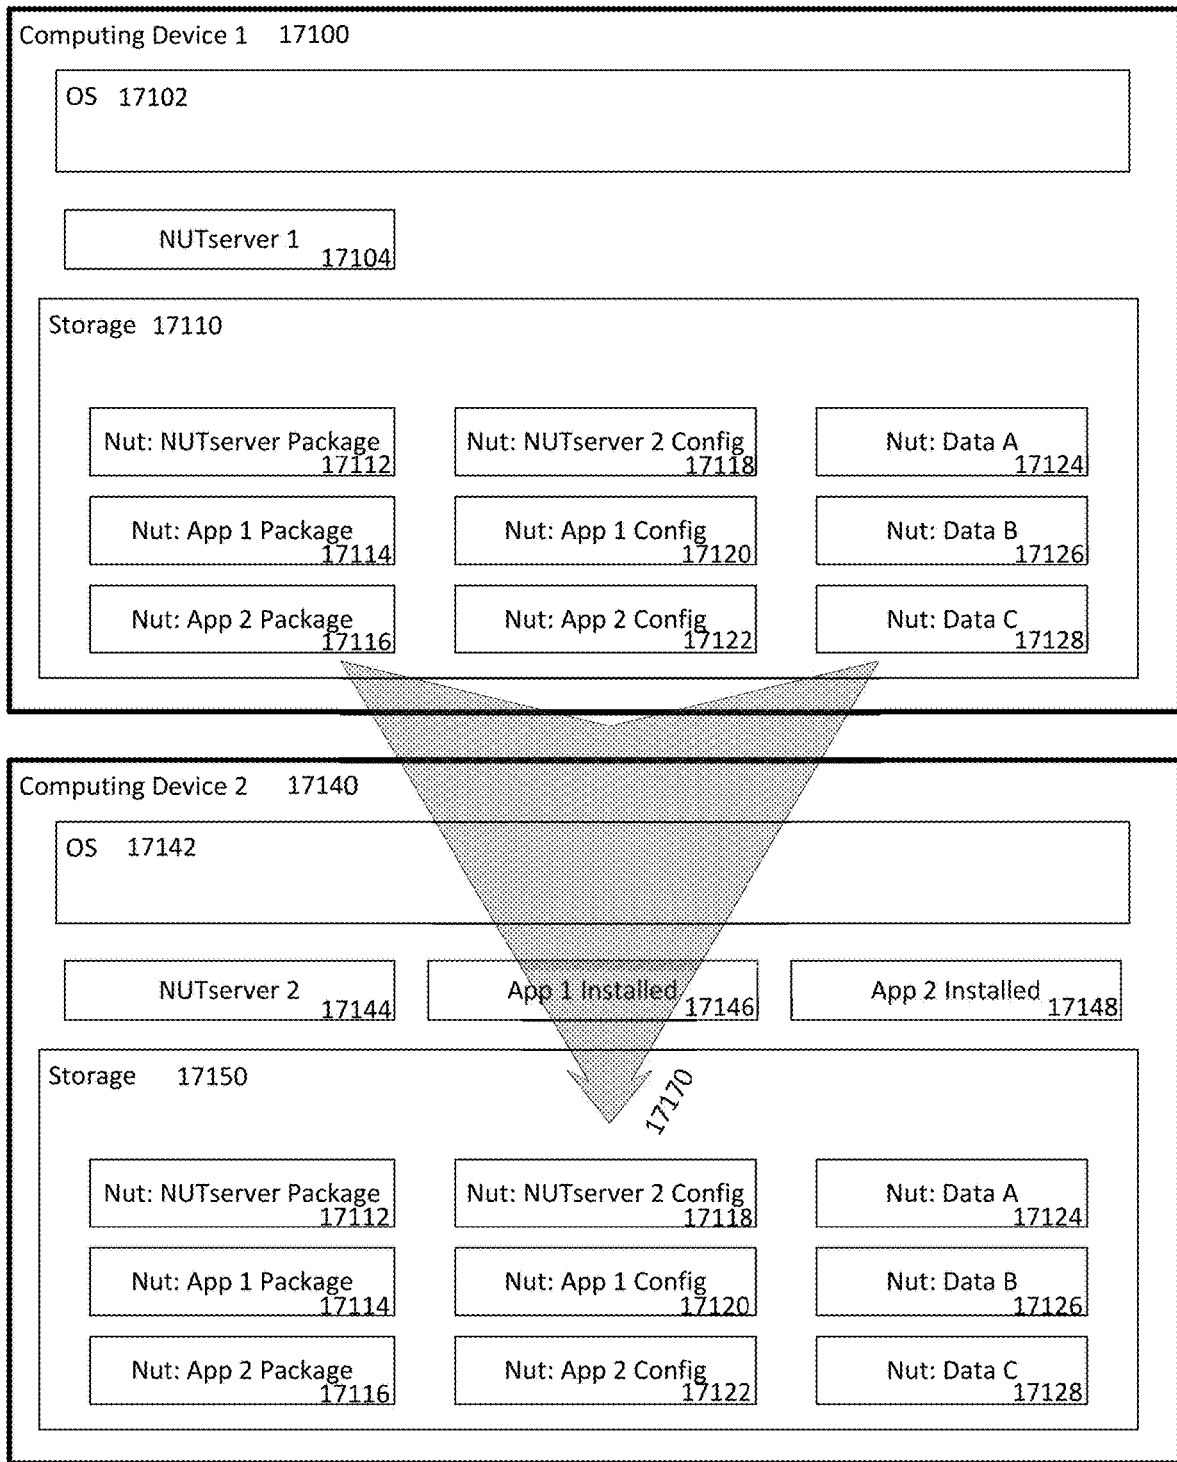 Computing Device 1 17100
OS 17102
NUTserver 1
17104
Storage 17110
Nut: NUTserver Package
17112
Nut: NUTserver 2 Config
17118
Nut: Data A
17124
Nut: App 1 Package
17114
Nut: App 1 Config
17120
Nut: Data B
17126
Nut: App 2 Package
17116
Nut: App 2 Config
17122
Nut: Data C
17128
Computing Device 2 17140
OS 17142
NUTserver 2
17144
App 1 Installed
17146
App 2 Installed
17148
Storage 17150
17170
Nut: NUTserver Package
17112
Nut: NUTserver 2 Config
17118
Nut: Data A
17124
Nut: App 1 Package
17114
Nut: App 1 Config
17120
Nut: Data B
17126
Nut: App 2 Package
17116
Nut: App 2 Config
17122
Nut: Data C
17128